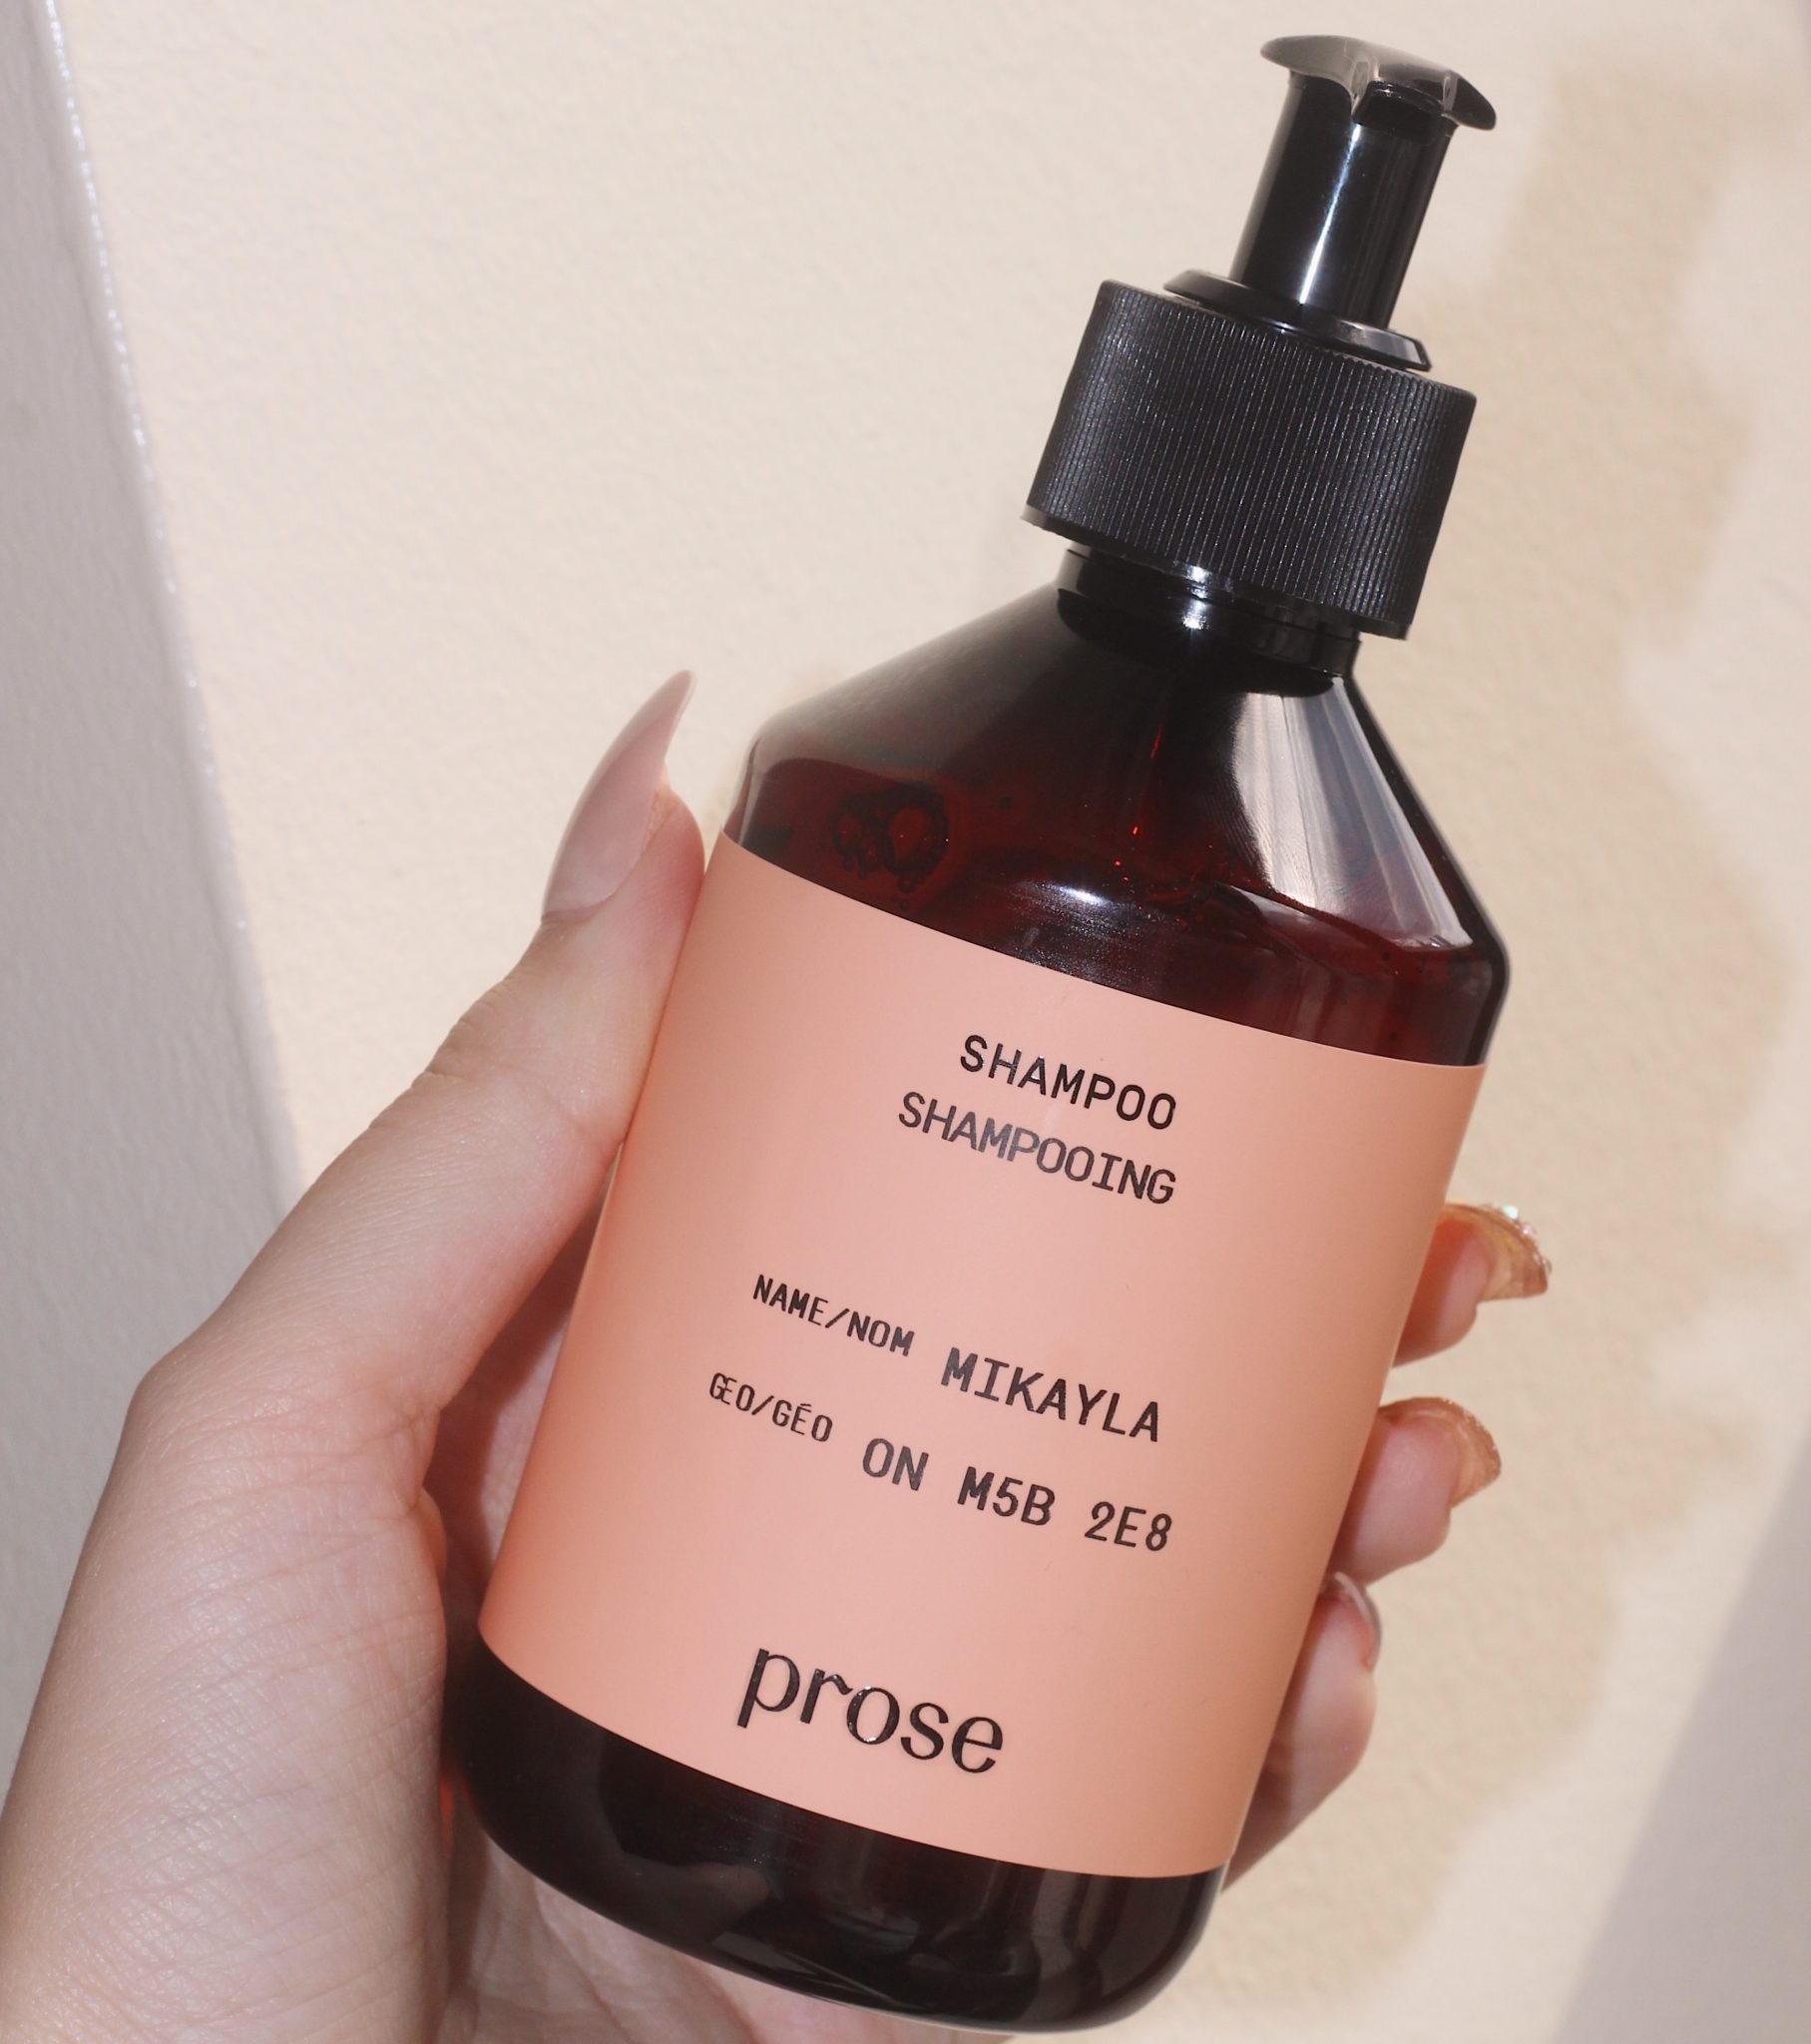 SHAMPOO
SHAMPOOING
NAME/NOM MIKAYLA
GEO/GÉO ON M5B 2E8
prose